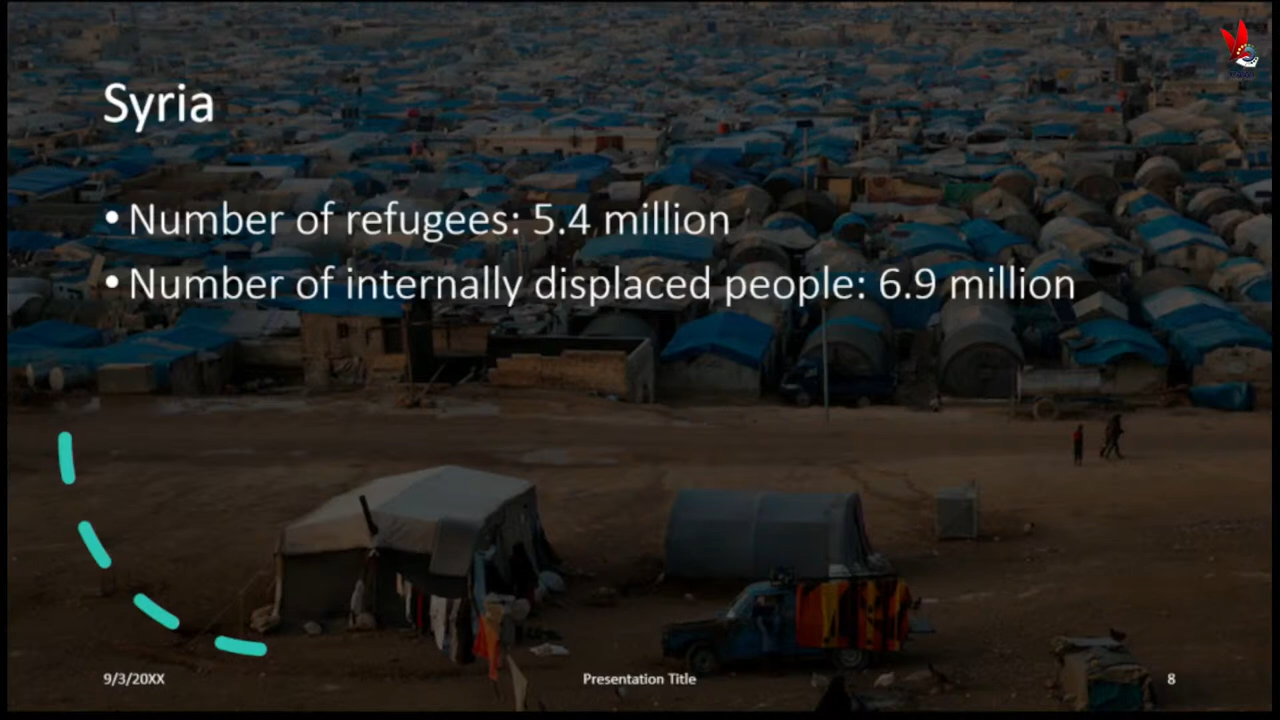 Syria
• Number of refugees: 5.4 million
• Number of internally displaced people: 6.9 million
9/3/20XX
Presentation Title
8